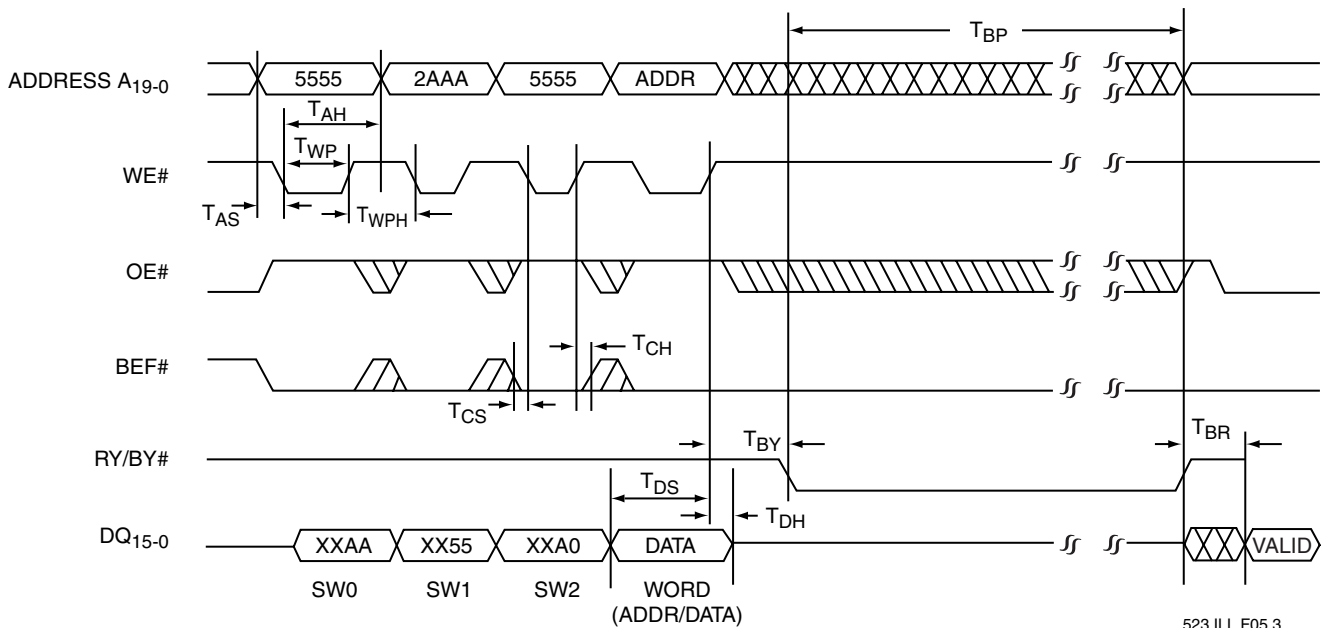 TBP
ADDRESS A19-0 5555 2AAA 5555 ADDR
TAH
TWP
WE#
TAS TWPH
OE#
TCH
BEF#
TCS
TBY TBR
RY/BY#
TDS
TDH
DQ15-0 XXAA XX55 XXA0 DATA VALID
SW0 SW1 SW2 WORD
(ADDR/DATA)
523 ILL F05.3